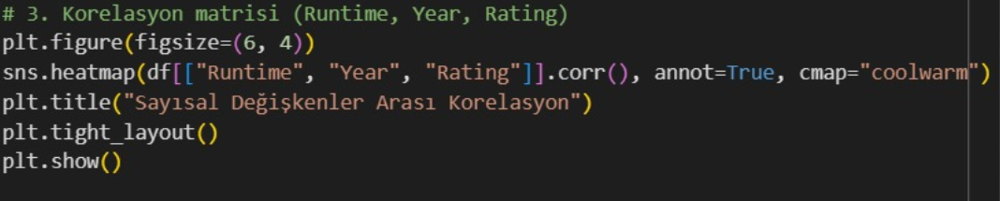 # 3. Korelasyon matrisi (Runtime, Year, Rating)
plt.figure(figsize=(6, 4))
sns.heatmap(df[["Runtime", "Year", "Rating"]].corr(), annot=True, cmap="coolwarm")
plt.title("Sayısal Değişkenler Arası Korelasyon")
plt.tight_layout()
plt.show()